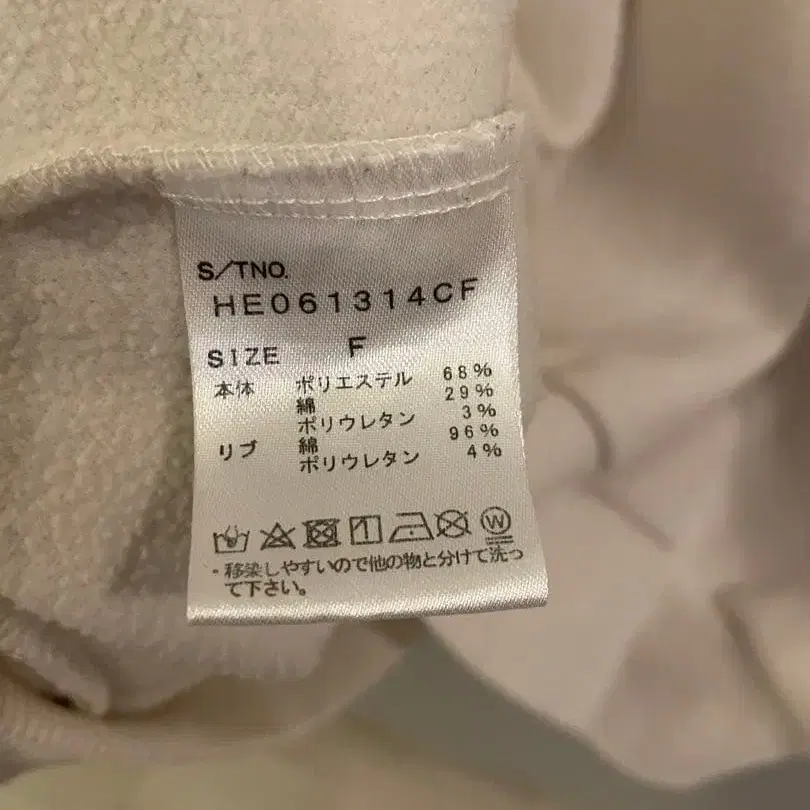 S/TNO.
HE061314CF
SIZE F
本体 ポリエステル 68%
綿 29%
ポリウレタン 3%
リブ 綿 96%
ポリウレタン 4%
W
・移染しやすいので他の物と分けて洗っ
て下さい。